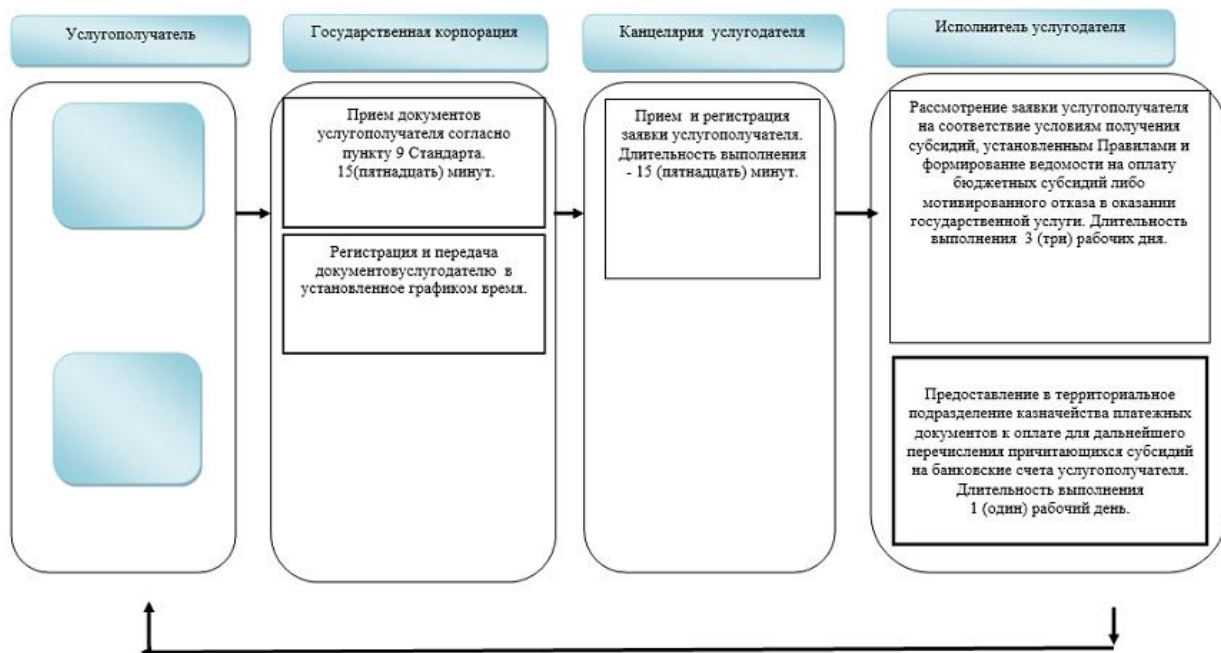 Услугополучатель
Государственная корпорация
Канцелярия услугодателя
Исполнитель услугодателя
Прием документов
услугополучателя согласно
пункту 9 Стандарта.
15(пятнадцать) минут.
Регистрация и передача
документовуслугодателю в
установленное графиком время.
Прием и регистрация
заявки услугополучателя.
Длительность выполнения
- 15 (пятнадцать) минут.
Рассмотрение заявки услугополучателя
на соответствие условиям получения
субсидий, установленным Правилами и
формирование ведомости на оплату
бюджетных субсидий либо
мотивированного отказа в оказании
государственной услуги. Длительность
выполнения 3 (три) рабочих дня.
Предоставление в территориальное
подразделение казначейства платежных
документов к оплате для дальнейшего
перечисления причитающихся субсидий
на банковские счета услугополучателя.
Длительность выполнения
1 (один) рабочий день.